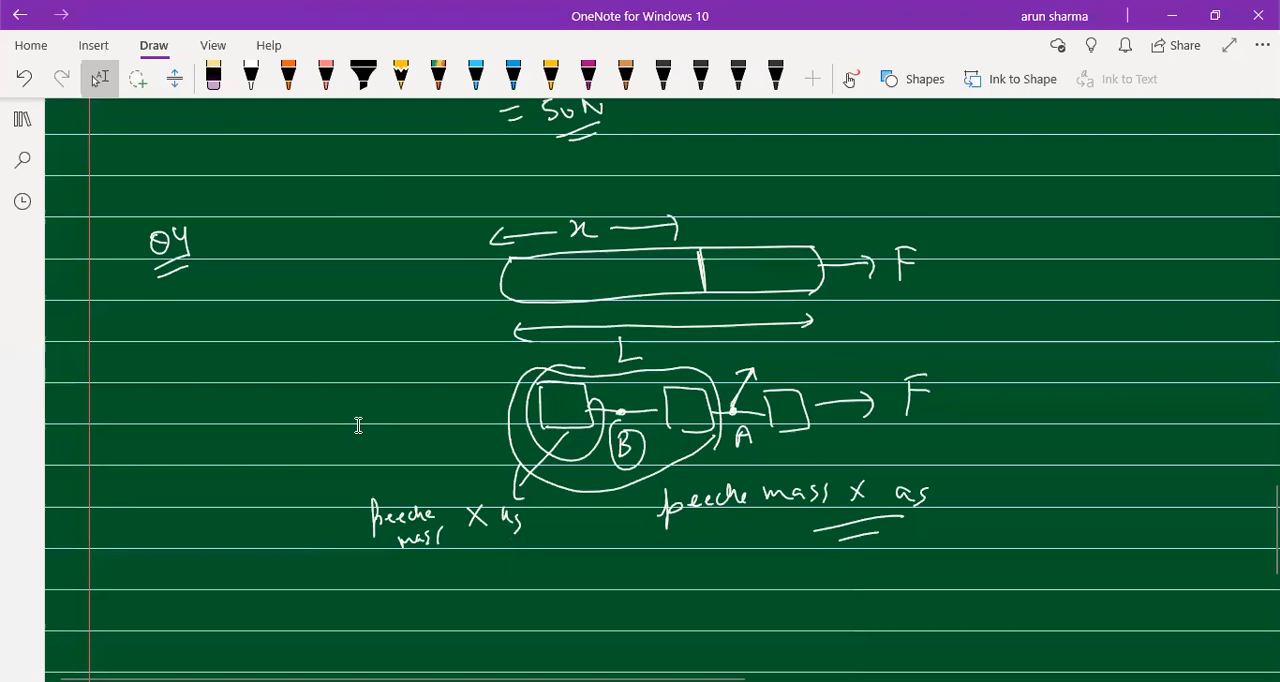 OneNote for Windows 10
arun sharma
Home Insert Draw View Help
Share
Shapes Ink to Shape Ink to Text
= 50N
Q4
x
F
L
F
B A
peeche mass X as
peeche X as
mass